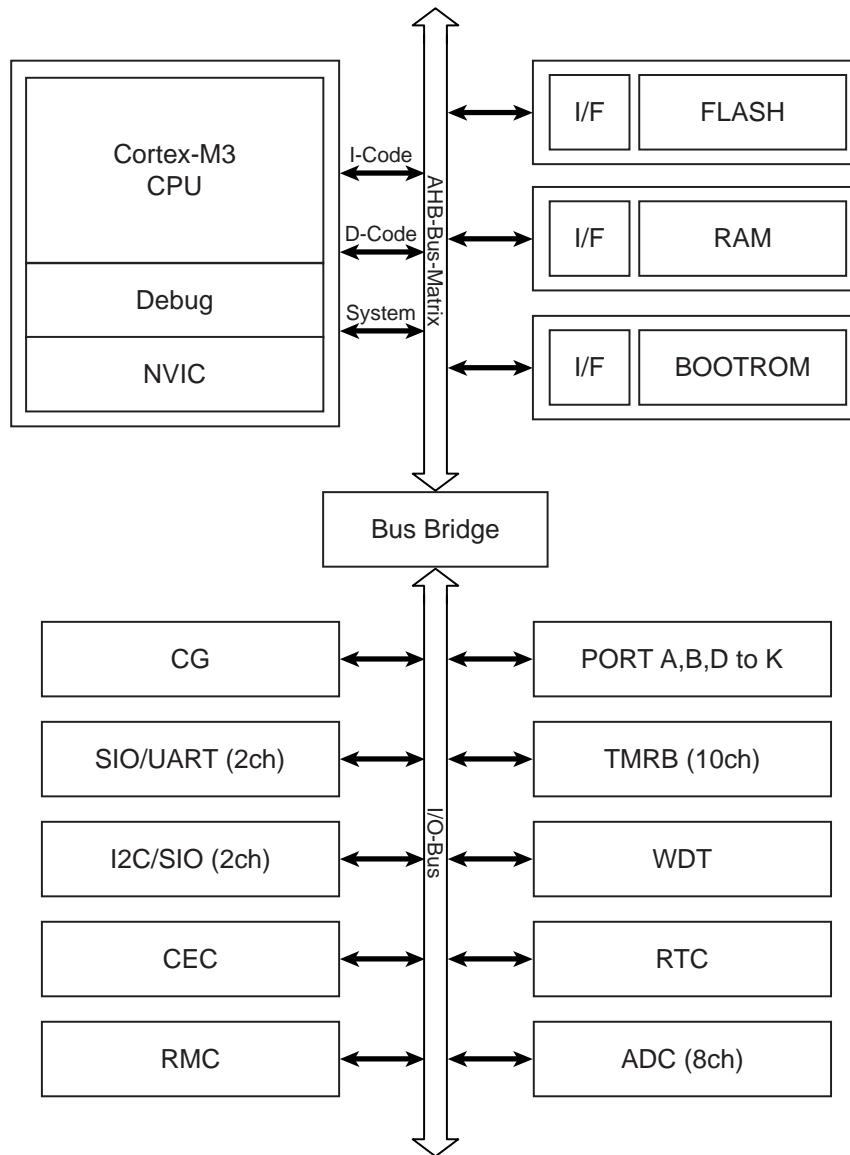 Cortex-M3
CPU
Debug
NVIC
I-Code
D-Code
System
AHB-Bus-Matrix
I/F
FLASH
I/F
RAM
I/F
BOOTROM
Bus Bridge
CG
PORT A,B,D to K
SIO/UART (2ch)
TMRB (10ch)
I2C/SIO (2ch)
I/O-Bus
WDT
CEC
RTC
RMC
ADC (8ch)